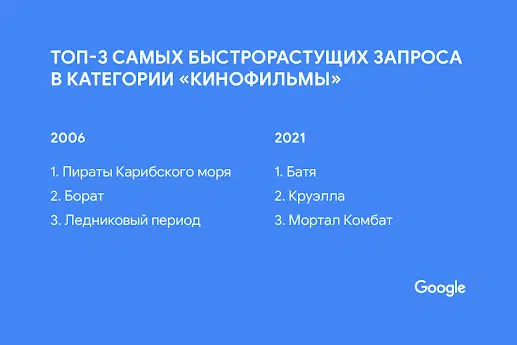 ТОП-3 САМЫХ БЫСТРОРАСТУЩИХ ЗАПРОСА
В КАТЕГОРИИ «КИНОФИЛЬМЫ»
2006
1. Пираты Карибского моря
2. Борат
3. Ледниковый период
2021
1. Батя
2. Круэлла
3. Мортал Комбат
Google